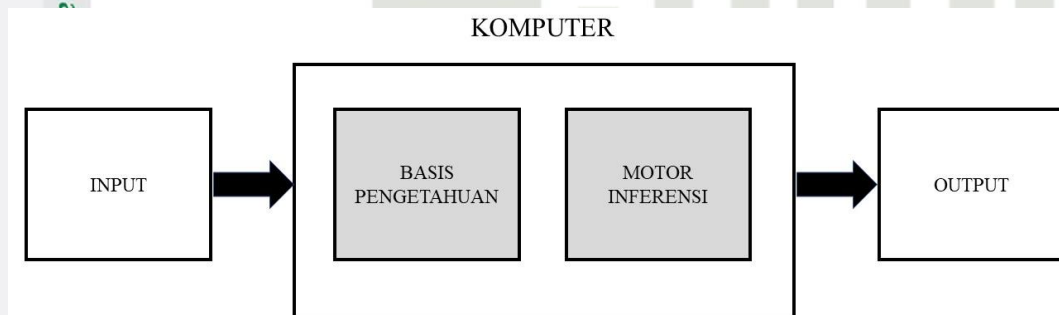 KOMPUTER
INPUT
BASIS
PENGETAHUAN
MOTOR
INFERENSI
OUTPUT